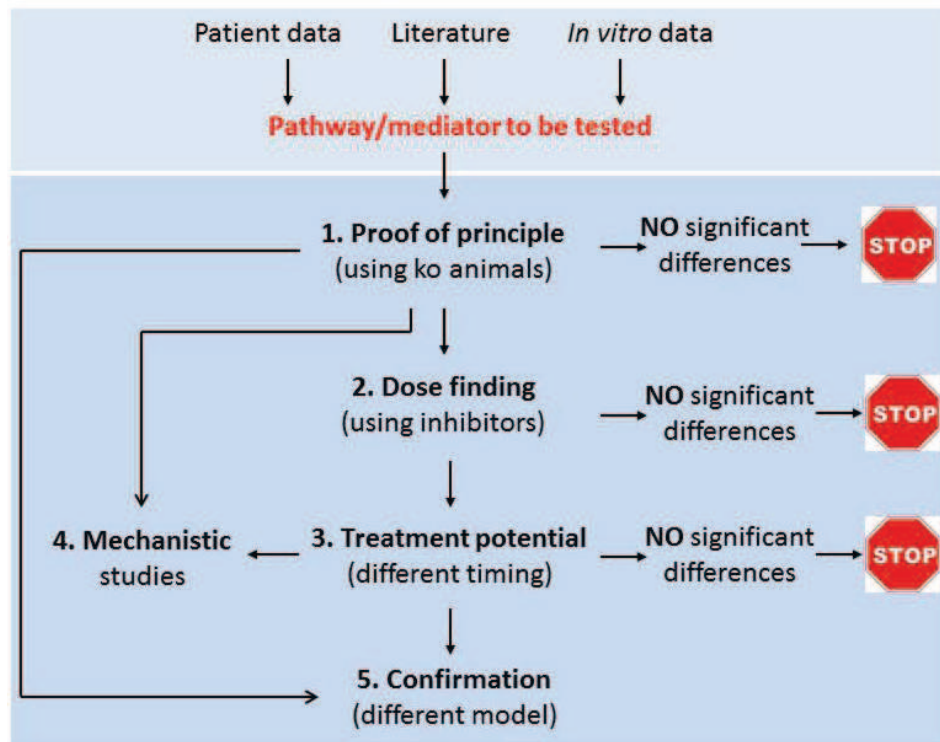 Patient data
Literature
In vitro data
Pathway/mediator to be tested
1. Proof of principle
(using ko animals)
NO significant
differences
STOP
2. Dose finding
(using inhibitors)
NO significant
differences
STOP
4. Mechanistic
studies
3. Treatment potential
(different timing)
NO significant
differences
STOP
5. Confirmation
(different model)